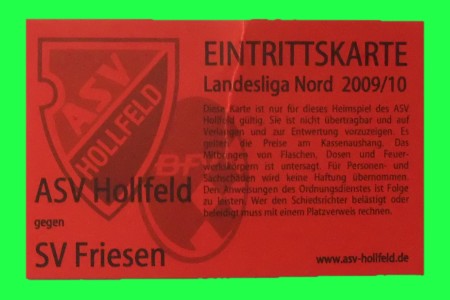 ASV
HOLLFELD
EINTRITTSKARTE
Landesliga Nord 2009/10
Diese Karte ist nur für dieses Heimspiel des ASV
Hollfeld gültig. Sie ist nicht übertragbar und auf
Verlangen und zur Entwertung vorzuzeigen. Es
gelten die Preise am Kassenaushang. Das
Mitbringen von Flaschen, Dosen und Feuer-
werkskörpern ist untersagt. Für Personen- und
Sachschäden wird keine Haftung übernommen.
Den Anweisungen des Ordnungsdienstes ist Folge
zu leisten. Wer den Schiedsrichter belästigt oder
beleidigt muss mit einem Platzverweis rechnen.
ASV Hollfeld
gegen
SV Friesen
www.asv-hollfeld.de